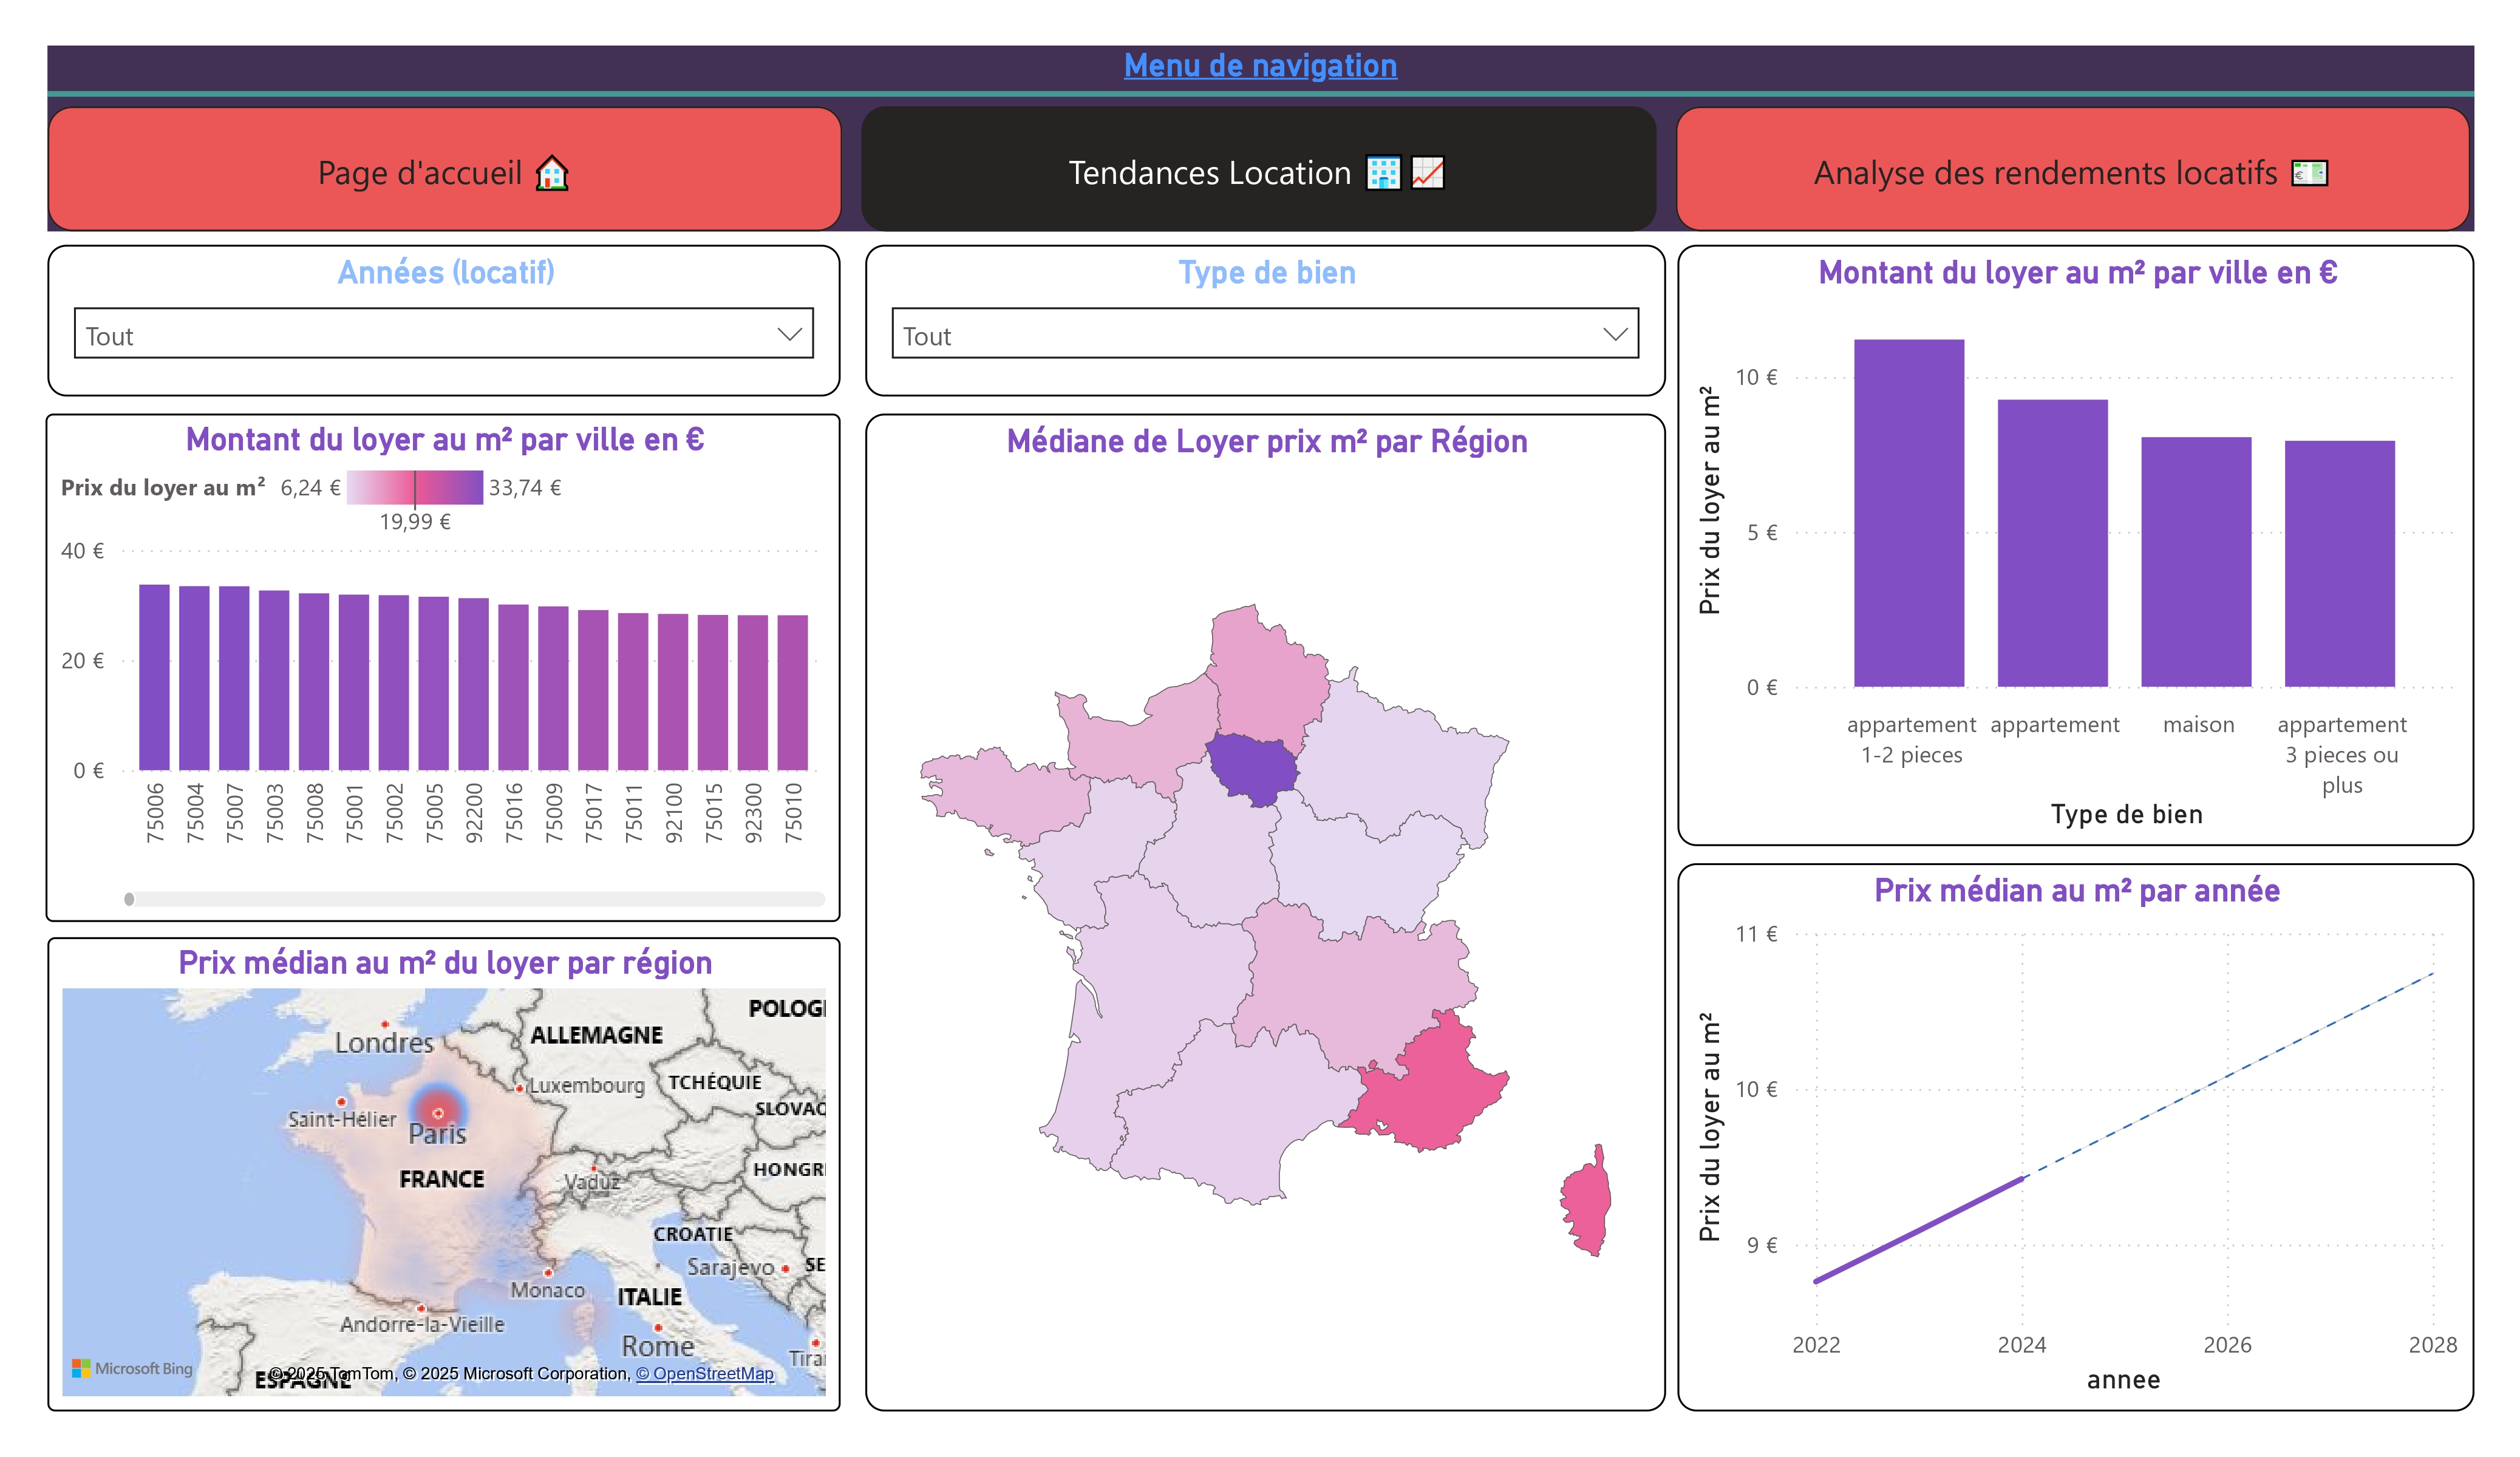 Menu de navigation
Page d'accueil
Tendances Location
Analyse des rendements locatifs
Années (locatif)
Tout
Type de bien
Tout
Montant du loyer au m² par ville en €
Prix du loyer au m²
10 €
5 €
0 €
appartement 1-2 pieces
appartement
maison
appartement 3 pieces ou plus
Type de bien
Montant du loyer au m² par ville en €
Prix du loyer au m² 6,24 € 33,74 €
19,99 €
40 €
20 €
0 €
75006
75004
75007
75003
75008
75001
75002
75005
92200
75016
75009
75017
75011
92100
75015
92300
75010
Médiane de Loyer prix m² par Région
Prix médian au m² du loyer par région
POLOG
Londres
ALLEMAGNE
Luxembourg
TCHÉQUIE
Saint-Hélier
Paris
SLOVAQ
FRANCE
Vaduz
HONGR
CROATIE
Sarajevo
SE
Monaco
ITALIE
Andorre-la-Vieille
Rome
Tira
Microsoft Bing
ESPAGNE
© 2025 TomTom, © 2025 Microsoft Corporation, © OpenStreetMap
Prix médian au m² par année
Prix du loyer au m²
11 €
10 €
9 €
2022
2024
2026
2028
annee